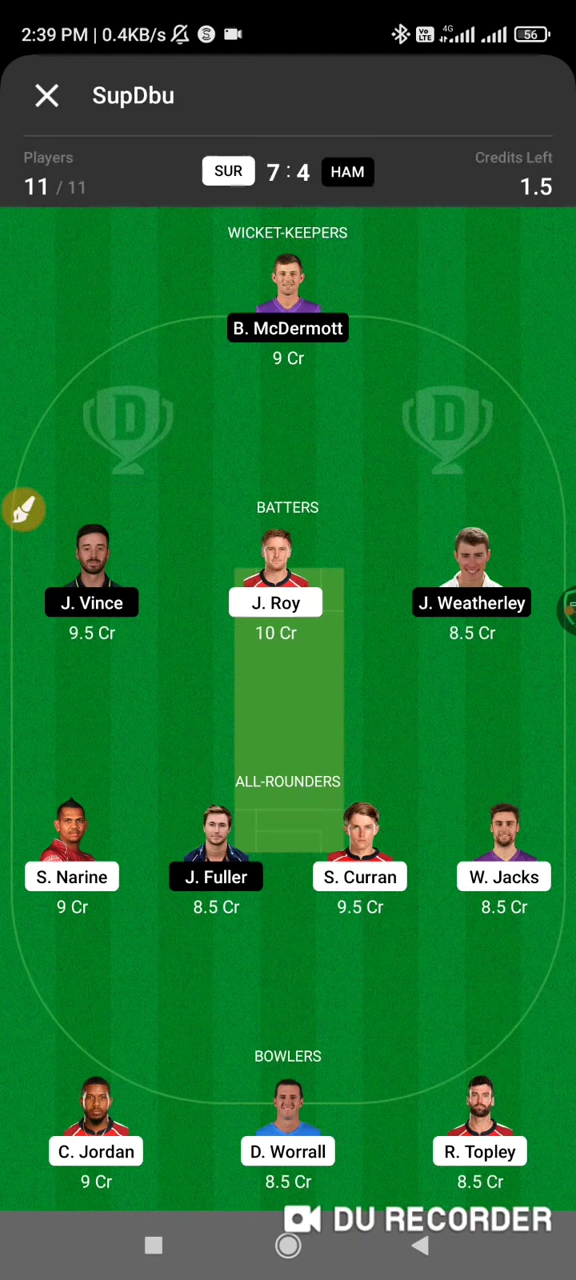 2:39 PM | 0.4KB/s
Vo LTE 4G 56
SupDbu
Players
Credits Left
11 / 11
SUR 7 : 4 HAM
1.5
WICKET-KEEPERS
B. McDermott
9 Cr
D D
BATTERS
J. Vince J. Roy J. Weatherley
9.5 Cr 10 Cr 8.5 Cr
ALL-ROUNDERS
S. Narine J. Fuller S. Curran W. Jacks
9 Cr 8.5 Cr 9.5 Cr 8.5 Cr
BOWLERS
C. Jordan D. Worrall R. Topley
9 Cr 8.5 Cr 8.5 Cr
DU RECORDER